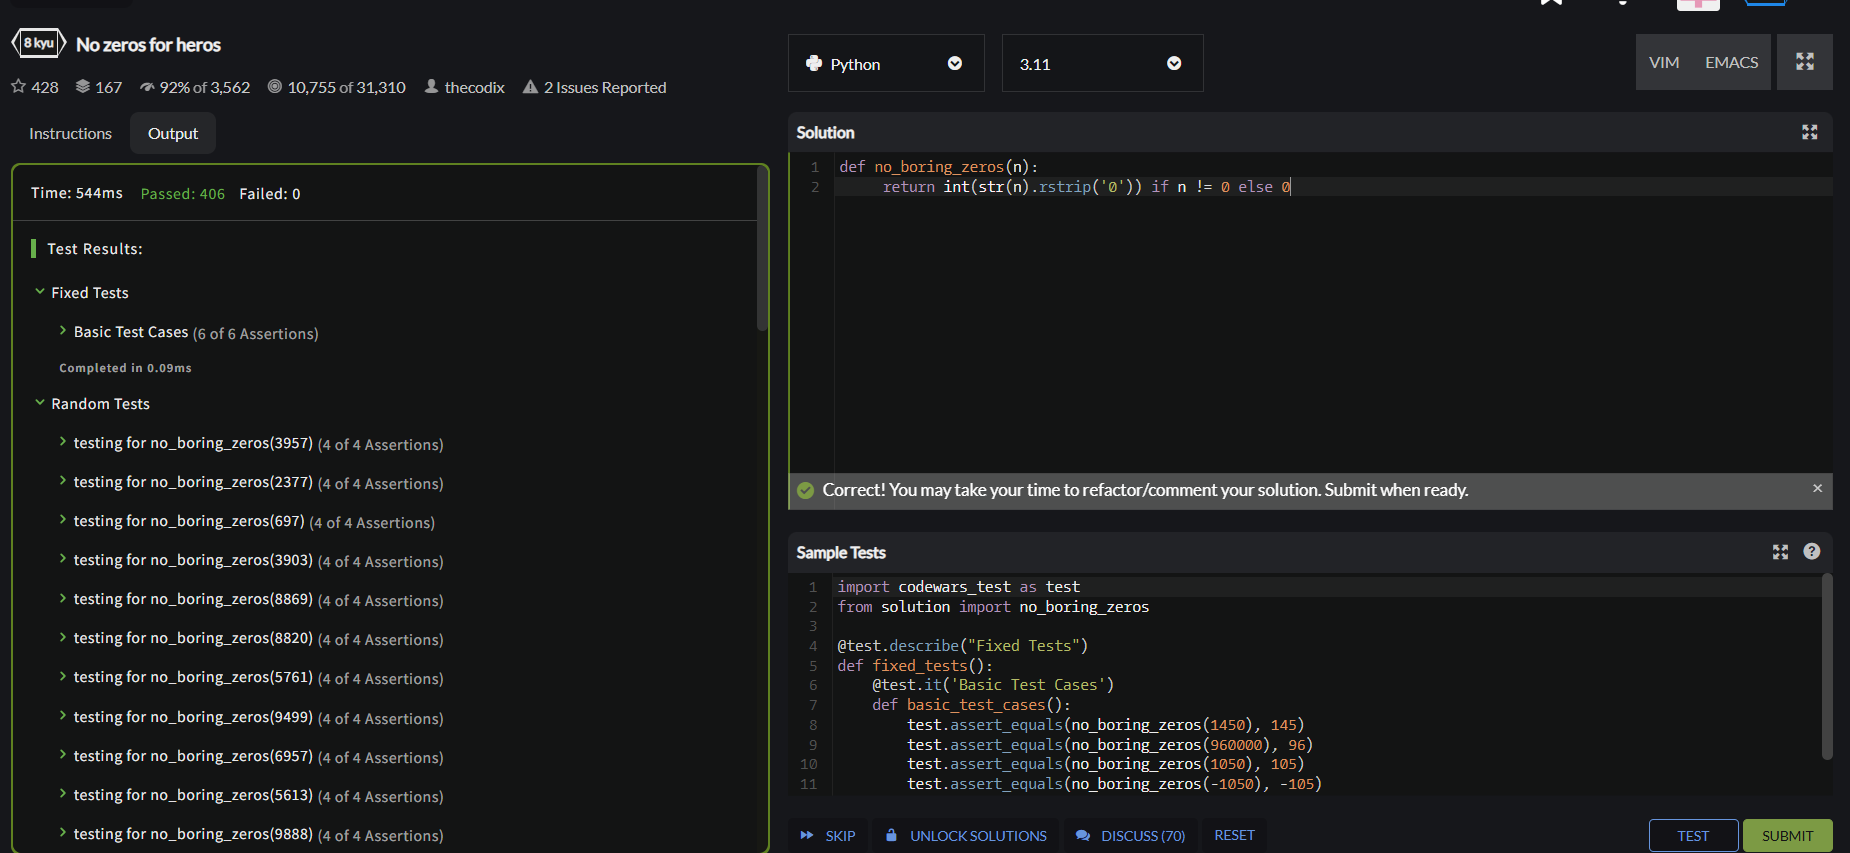 8 kyu No zeros for heros
428 167 92% of 3,562 10,755 of 31,310 thecodix 2 Issues Reported
Instructions Output
Time: 544ms Passed: 406 Failed: 0
Test Results:
Fixed Tests
Basic Test Cases (6 of 6 Assertions)
Completed in 0.09ms
Random Tests
testing for no_boring_zeros(3957) (4 of 4 Assertions)
testing for no_boring_zeros(2377) (4 of 4 Assertions)
testing for no_boring_zeros(697) (4 of 4 Assertions)
testing for no_boring_zeros(3903) (4 of 4 Assertions)
testing for no_boring_zeros(8869) (4 of 4 Assertions)
testing for no_boring_zeros(8820) (4 of 4 Assertions)
testing for no_boring_zeros(5761) (4 of 4 Assertions)
testing for no_boring_zeros(9499) (4 of 4 Assertions)
testing for no_boring_zeros(6957) (4 of 4 Assertions)
testing for no_boring_zeros(5613) (4 of 4 Assertions)
testing for no_boring_zeros(9888) (4 of 4 Assertions)
Python 3.11 VIM EMACS
Solution
1 def no_boring_zeros(n):
2 return int(str(n).rstrip('0')) if n != 0 else 0
Correct! You may take your time to refactor/comment your solution. Submit when ready. ×
Sample Tests ?
1 import codewars_test as test
2 from solution import no_boring_zeros
3
4 @test.describe("Fixed Tests")
5 def fixed_tests():
6 @test.it('Basic Test Cases')
7 def basic_test_cases():
8 test.assert_equals(no_boring_zeros(1450), 145)
9 test.assert_equals(no_boring_zeros(960000), 96)
10 test.assert_equals(no_boring_zeros(1050), 105)
11 test.assert_equals(no_boring_zeros(-1050), -105)
SKIP UNLOCK SOLUTIONS DISCUSS (70) RESET TEST SUBMIT